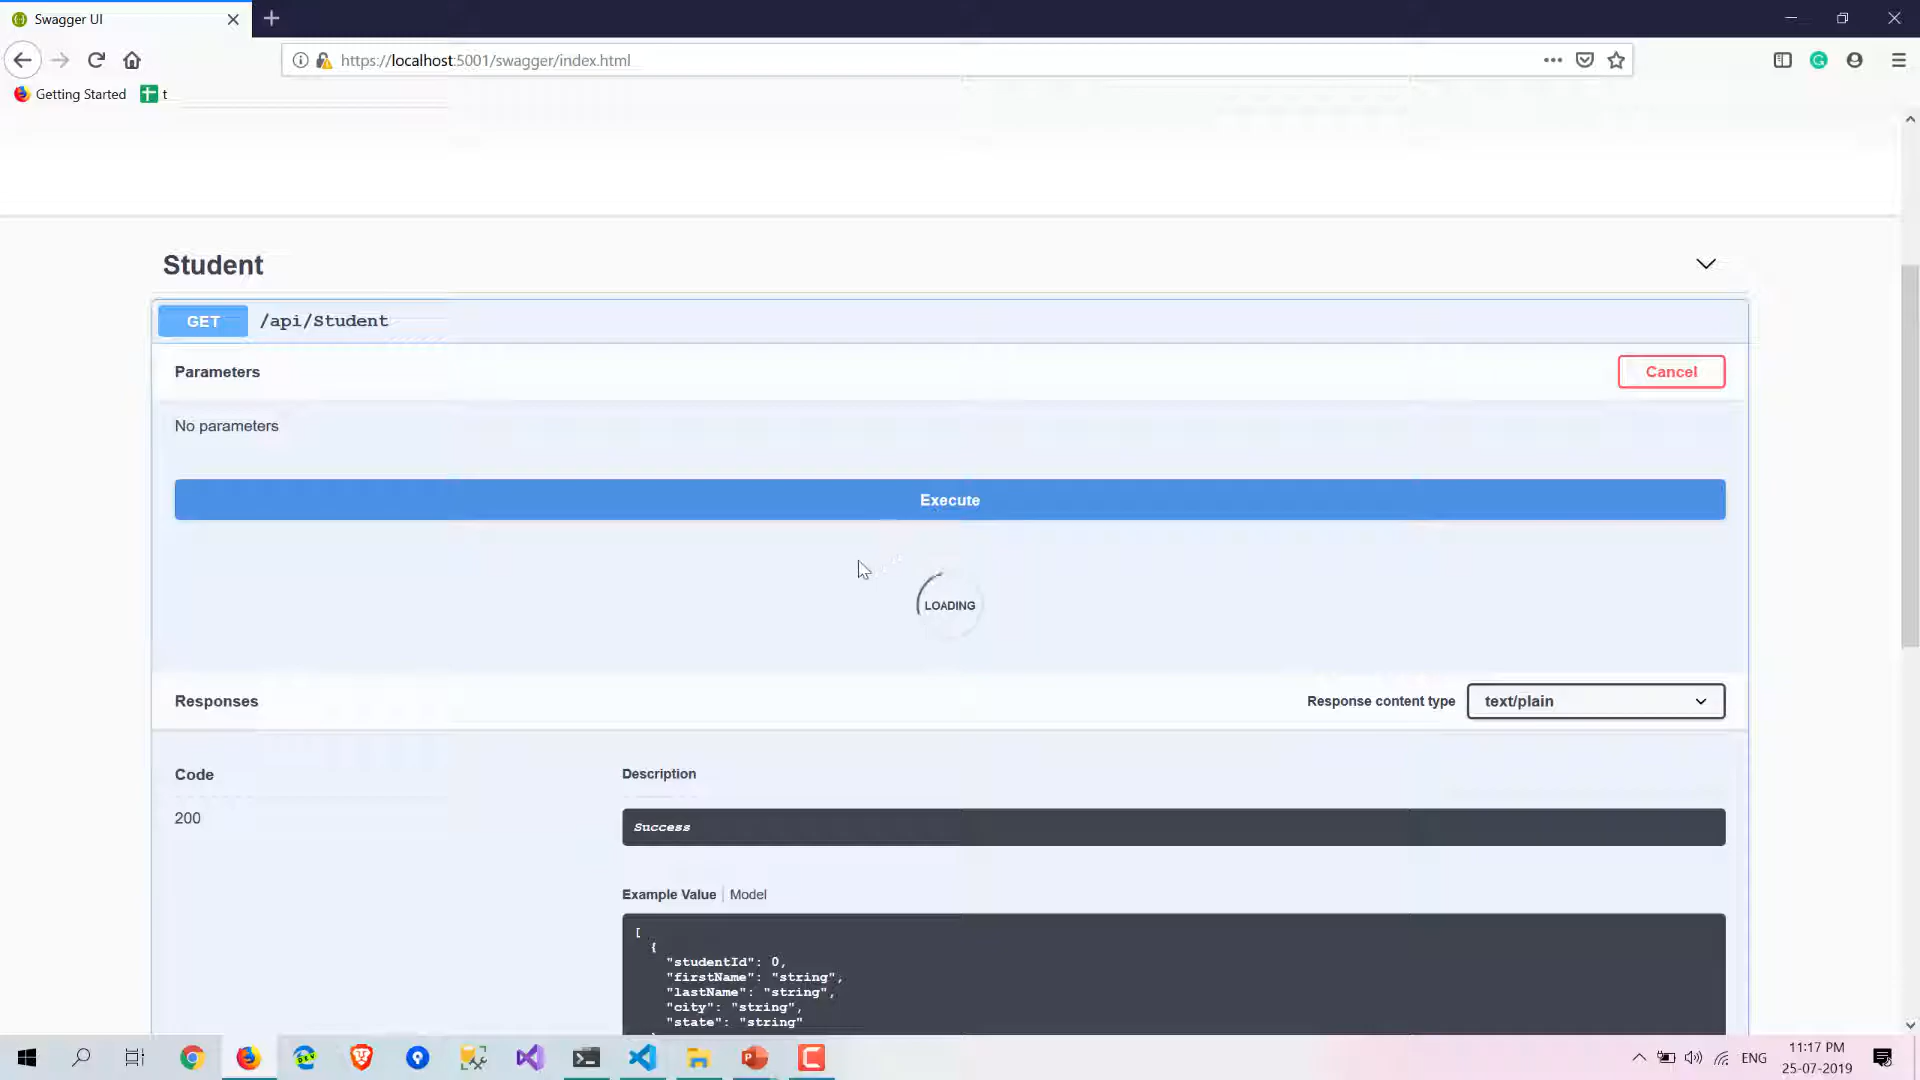 Swagger UI
https://localhost:5001/swagger/index.html
Getting Started
t
Student
GET /api/Student
Parameters
Cancel
No parameters
Execute
LOADING
Responses
Response content type
text/plain
Code
Description
200
Success
Example Value
Model
[
{
"studentId": 0,
"firstName": "string",
"lastName": "string",
"city": "string",
"state": "string"
ENG
11:17 PM
25-07-2019